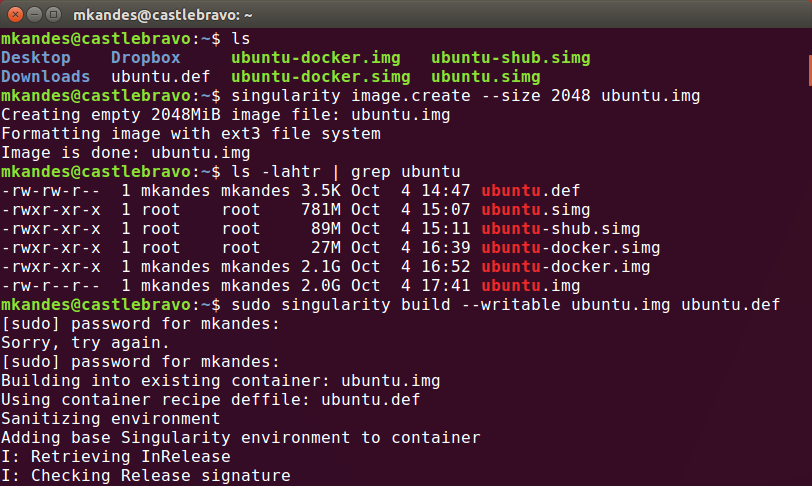 mkandes@castlebravo: ~
mkandes@castlebravo:~$ ls
Desktop    Dropbox     ubuntu-docker.img   ubuntu-shub.simg
Downloads  ubuntu.def  ubuntu-docker.simg  ubuntu.simg
mkandes@castlebravo:~$ singularity image.create --size 2048 ubuntu.img
Creating empty 2048MiB image file: ubuntu.img
Formatting image with ext3 file system
Image is done: ubuntu.img
mkandes@castlebravo:~$ ls -lahtr | grep ubuntu
-rw-rw-r--  1 mkandes mkandes 3.5K Oct  4 14:47 ubuntu.def
-rwxr-xr-x  1 root    root    781M Oct  4 15:07 ubuntu.simg
-rwxr-xr-x  1 root    root     89M Oct  4 15:11 ubuntu-shub.simg
-rwxr-xr-x  1 root    root     27M Oct  4 16:39 ubuntu-docker.simg
-rwxr-xr-x  1 mkandes mkandes 2.1G Oct  4 16:52 ubuntu-docker.img
-rw-r--r--  1 mkandes mkandes 2.0G Oct  4 17:41 ubuntu.img
mkandes@castlebravo:~$ sudo singularity build --writable ubuntu.img ubuntu.def
[sudo] password for mkandes:
Sorry, try again.
[sudo] password for mkandes:
Building into existing container: ubuntu.img
Using container recipe deffile: ubuntu.def
Sanitizing environment
Adding base Singularity environment to container
I: Retrieving InRelease
I: Checking Release signature